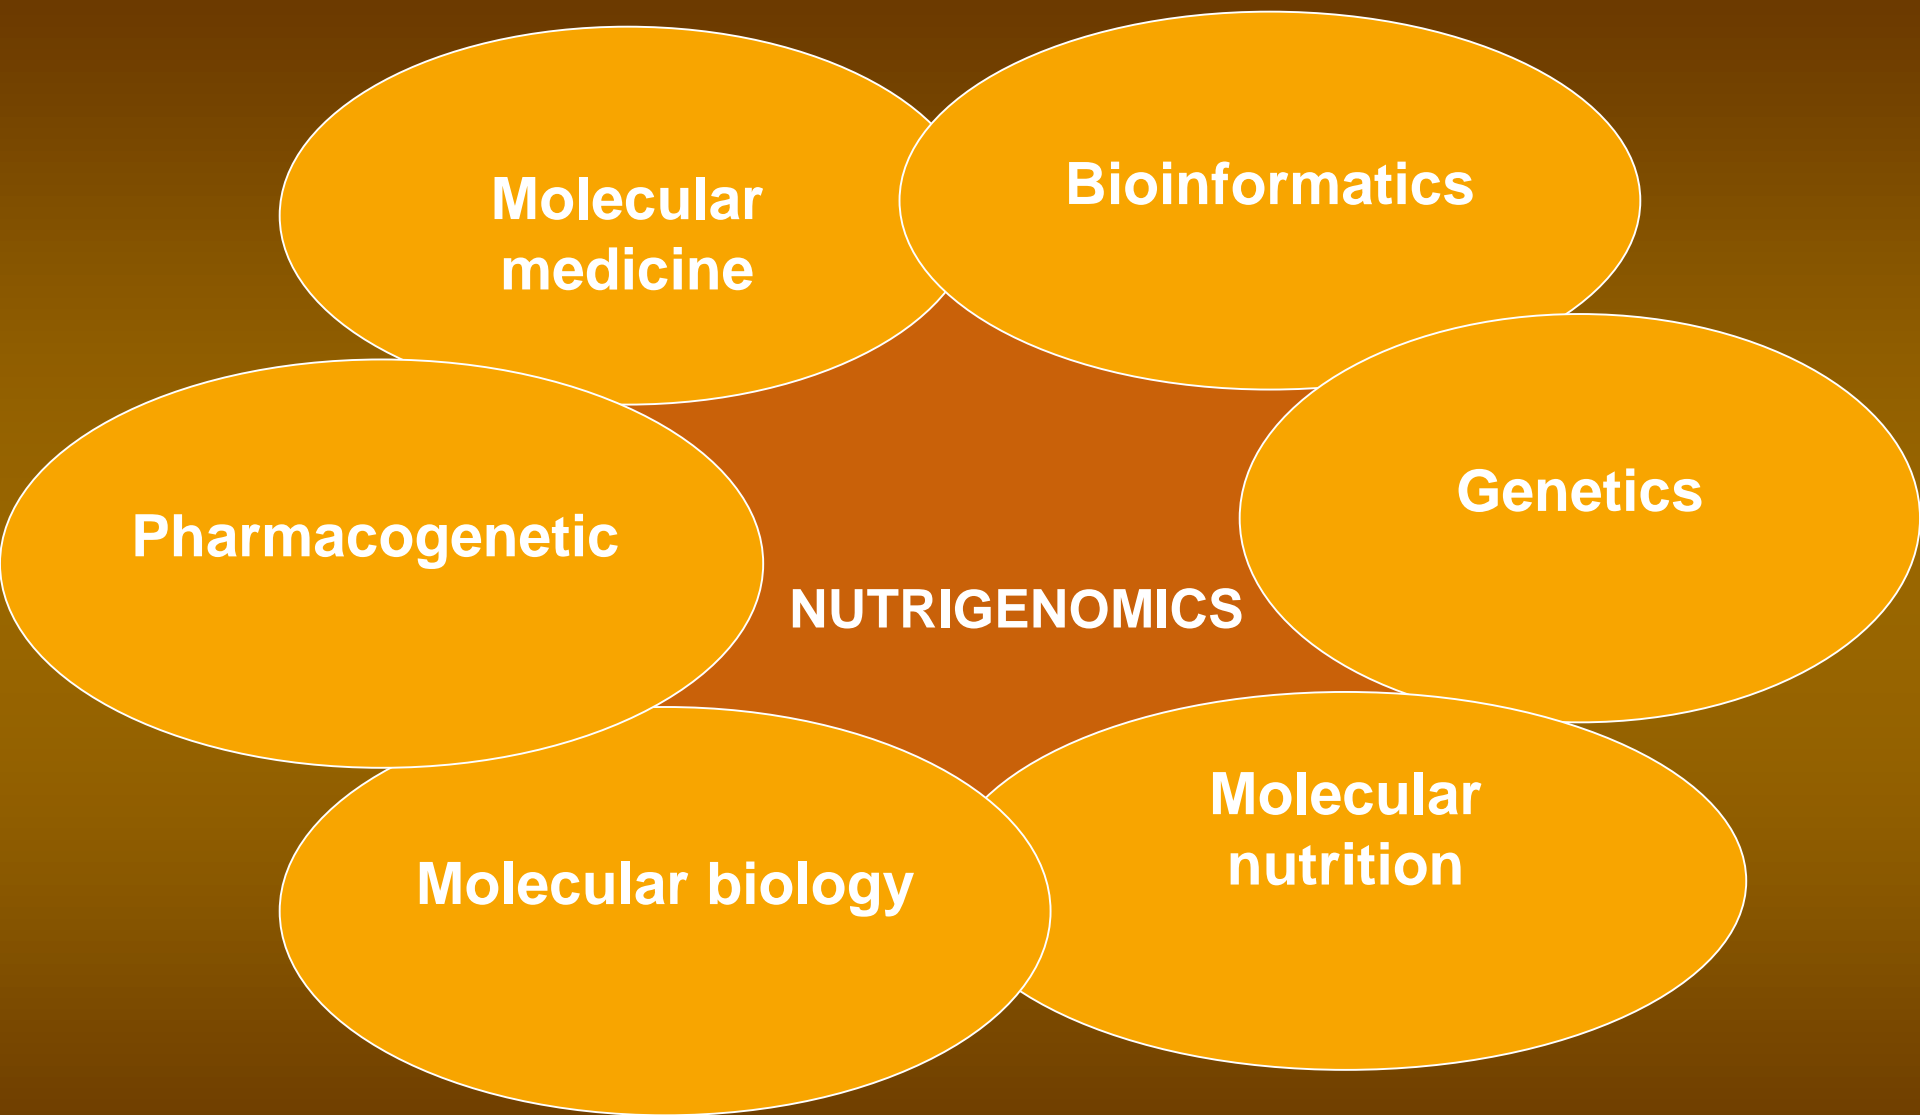 Molecular
medicine
Bioinformatics
Genetics
Pharmacogenetic
NUTRIGENOMICS
Molecular
nutrition
Molecular biology